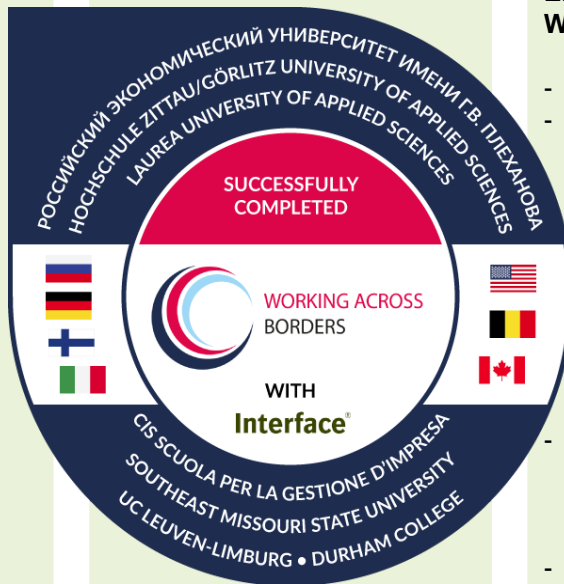 РОССИЙСКИЙ ЭКОНОМИЧЕСКИЙ УНИВЕРСИТЕТ ИМЕНИ Г.В. ПЛЕХАНОВА
HOCHSCHULE ZITTAU/GÖRLITZ UNIVERSITY OF APPLIED SCIENCES
LAUREA UNIVERSITY OF APPLIED SCIENCES
SUCCESSFULLY
COMPLETED
WORKING ACROSS
BORDERS
WITH
Interface®
CIS SCUOLA PER LA GESTIONE D'IMPRESA
SOUTHEAST MISSOURI STATE UNIVERSITY
UC LEUVEN-LIMBURG • DURHAM COLLEGE